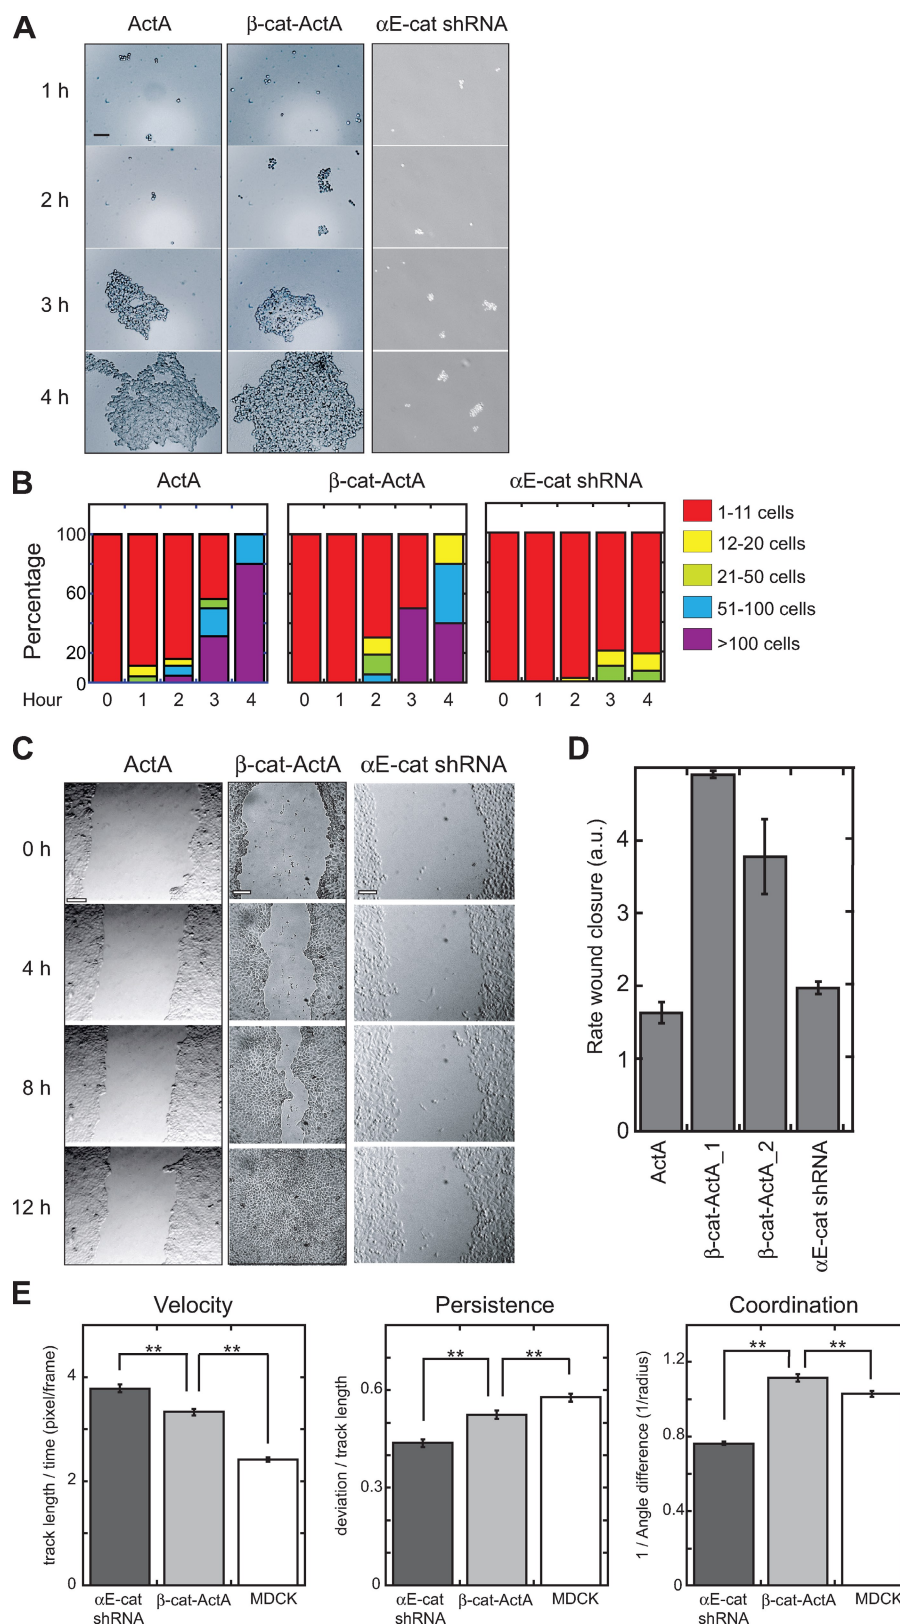 A
ActA β-cat-ActA αE-cat shRNA
1 h
2 h
3 h
4 h
B
ActA β-cat-ActA αE-cat shRNA
Percentage
100
60
20
0
Hour 0 1 2 3 4 0 1 2 3 4 0 1 2 3 4
1-11 cells
12-20 cells
21-50 cells
51-100 cells
>100 cells
C
ActA β-cat-ActA αE-cat shRNA
0 h
4 h
8 h
12 h
D
Rate wound closure (a.u.)
4
3
2
1
0
ActA
β-cat-ActA_1
β-cat-ActA_2
αE-cat shRNA
E
Velocity
track length / time (pixel/frame)
4
2
0
** **
αE-cat shRNA
β-cat-ActA
MDCK
Persistence
deviation / track length
0.6
0.3
0
** **
αE-cat shRNA
β-cat-ActA
MDCK
Coordination
1 / Angle difference (1/radius)
1.2
0.8
0.4
0
** **
αE-cat shRNA
β-cat-ActA
MDCK